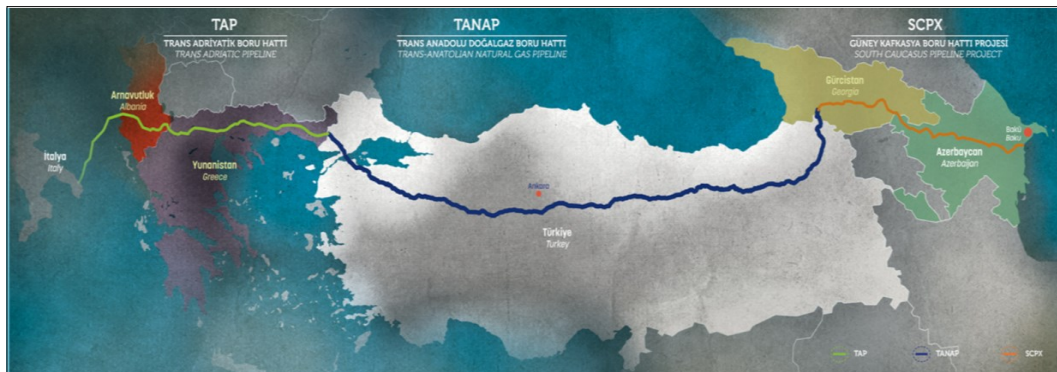 TAP
TRANS ADRİYATİK BORU HATTI
TRANS ADRIATIC PIPELINE
TANAP
TRANS ANADOLU DOĞALGAZ BORU HATTI
TRANS-ANATOLIAN NATURAL GAS PIPELINE
SCPX
GÜNEY KAFKASYA BORU HATTI PROJESİ
SOUTH CAUCASUS PIPELINE PROJECT
Arnavutluk
Albania
İtalya
Italy
Yunanistan
Greece
Ankara
Türkiye
Turkey
Gürcistan
Georgia
Azerbaycan
Azerbaijan
Bakü
Baku
TAP
TANAP
SCPX